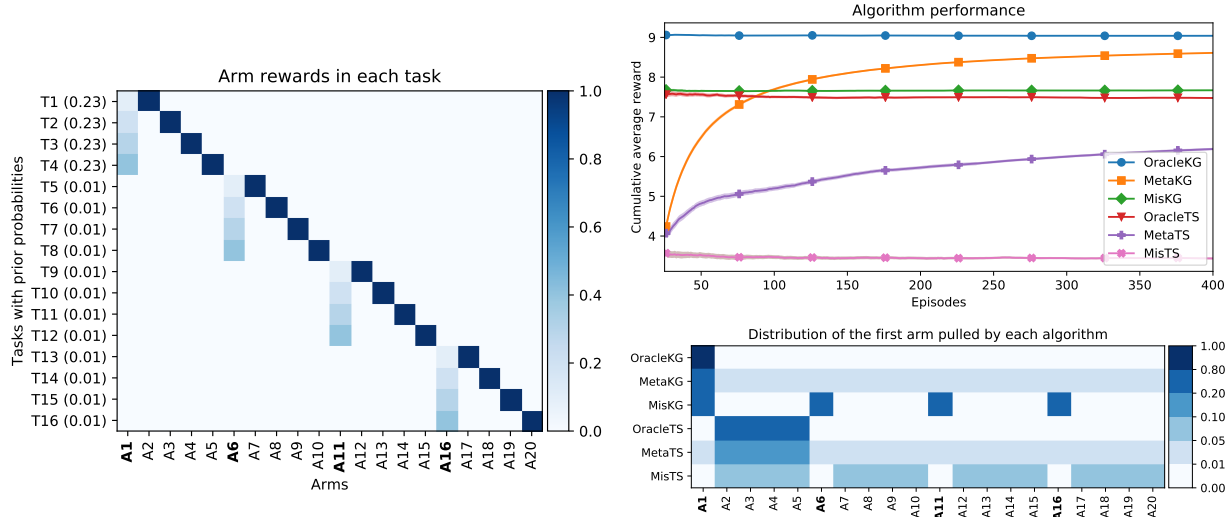 Arm rewards in each task
Tasks with prior probabilities
T1 (0.23)
T2 (0.23)
T3 (0.23)
T4 (0.23)
T5 (0.01)
T6 (0.01)
T7 (0.01)
T8 (0.01)
T9 (0.01)
T10 (0.01)
T11 (0.01)
T12 (0.01)
T13 (0.01)
T14 (0.01)
T15 (0.01)
T16 (0.01)
A1 A2 A3 A4 A5 A6 A7 A8 A9 A10 A11 A12 A13 A14 A15 A16 A17 A18 A19 A20
Arms
1.0
0.8
0.6
0.4
0.2
0.0
Algorithm performance
Cumulative average reward
9
8
7
6
5
4
50 100 150 200 250 300 350 400
Episodes
OracleKG
MetaKG
MisKG
OracleTS
MetaTS
MisTS
Distribution of the first arm pulled by each algorithm
OracleKG
MetaKG
MisKG
OracleTS
MetaTS
MisTS
A1 A2 A3 A4 A5 A6 A7 A8 A9 A10 A11 A12 A13 A14 A15 A16 A17 A18 A19 A20
1.00
0.80
0.20
0.10
0.05
0.01
0.00